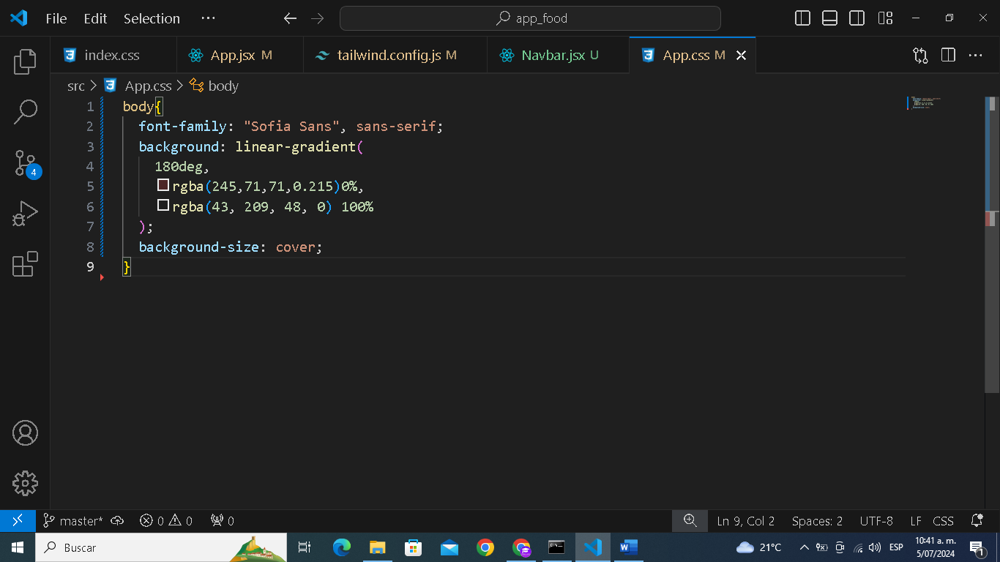 File Edit Selection ··· app_food
index.css App.jsx M tailwind.config.js M Navbar.jsx U App.css M
src > App.css > body
1 body{
2 font-family: "Sofia Sans", sans-serif;
3 background: linear-gradient(
4 180deg,
5 rgba(245,71,71,0.215)0%,
6 rgba(43, 209, 48, 0) 100%
7 );
8 background-size: cover;
9 }
4
master* 0 0 0 Ln 9, Col 2 Spaces: 2 UTF-8 LF CSS
Buscar 21°C ESP 10:41 a. m.
5/07/2024 1